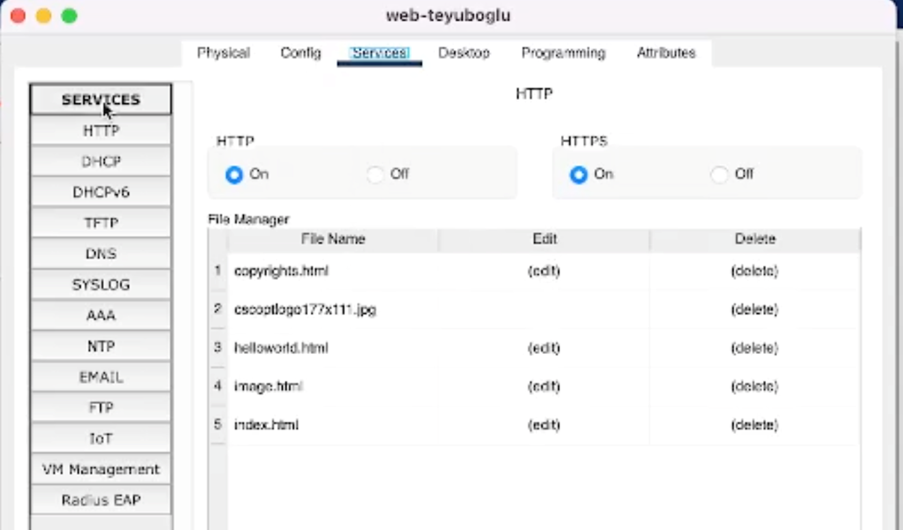 web-teyuboglu
Physical Config Services Desktop Programming Attributes
SERVICES
HTTP
DHCP
DHCPv6
TFTP
DNS
SYSLOG
AAA
NTP
EMAIL
FTP
IoT
VM Management
Radius EAP
HTTP
HTTP
On Off
HTTPS
On Off
File Manager
File Name Edit Delete
1 copyrights.html (edit) (delete)
2 cscoptlogo177x111.jpg (delete)
3 helloworld.html (edit) (delete)
4 image.html (edit) (delete)
5 index.html (edit) (delete)